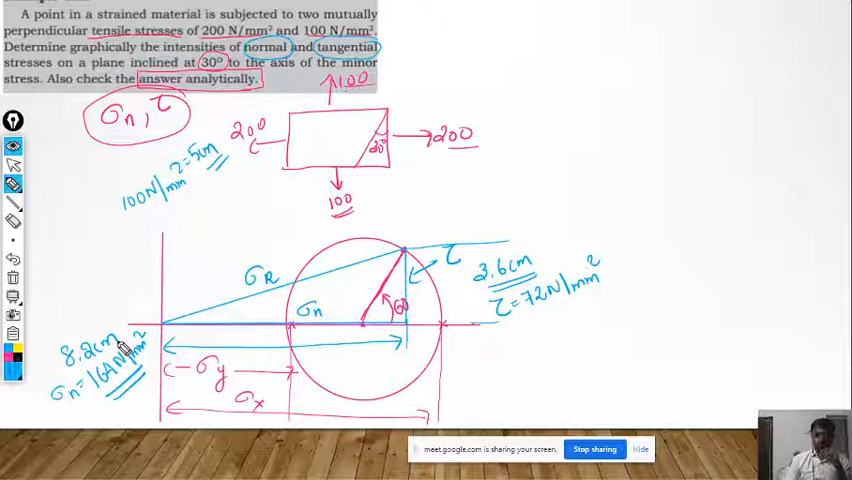 A point in a strained material is subjected to two mutually
perpendicular tensile stresses of 200 N/mm² and 100 N/mm².
Determine graphically the intensities of normal and tangential
stresses on a plane inclined at 30° to the axis of the minor
stress. Also check the answer analytically.
σn, τ
100
200
200
30°
100
100N/mm²=5cm
σR
τ
3.6cm
τ=72N/mm²
σn
60
8.2cm
σn=164N/mm²
σy
σx
meet.google.com is sharing your screen.
Stop sharing
Hide